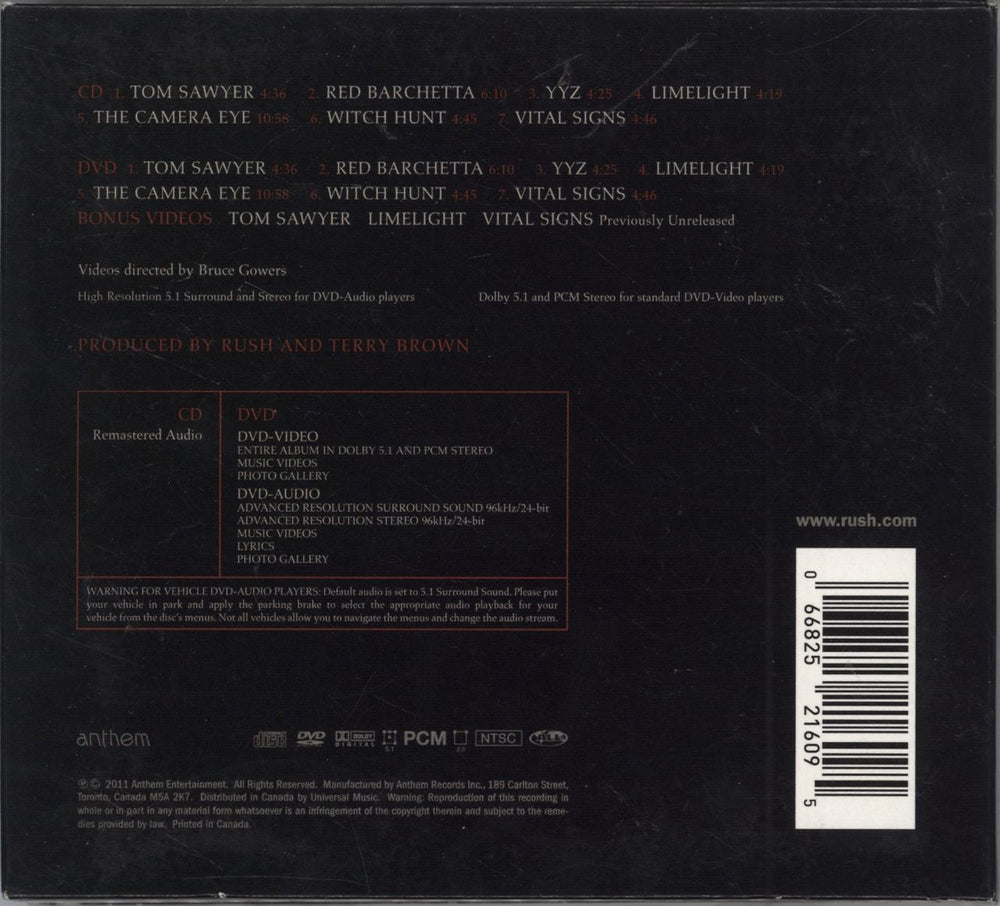 CD 1. TOM SAWYER 4:36 2. RED BARCHETTA 6:10 3. YYZ 4:25 4. LIMELIGHT 4:19
5. THE CAMERA EYE 10:58 6. WITCH HUNT 4:45 7. VITAL SIGNS 4:46
DVD 1. TOM SAWYER 4:36 2. RED BARCHETTA 6:10 3. YYZ 4:25 4. LIMELIGHT 4:19
5. THE CAMERA EYE 10:58 6. WITCH HUNT 4:45 7. VITAL SIGNS 4:46
BONUS VIDEOS TOM SAWYER LIMELIGHT VITAL SIGNS Previously Unreleased
Videos directed by Bruce Gowers
High Resolution 5.1 Surround and Stereo for DVD-Audio players Dolby 5.1 and PCM Stereo for standard DVD-Video players
PRODUCED BY RUSH AND TERRY BROWN
CD
Remastered Audio
DVD
DVD-VIDEO
ENTIRE ALBUM IN DOLBY 5.1 AND PCM STEREO
MUSIC VIDEOS
PHOTO GALLERY
DVD-AUDIO
ADVANCED RESOLUTION SURROUND SOUND 96kHz/24-bit
ADVANCED RESOLUTION STEREO 96kHz/24-bit
MUSIC VIDEOS
LYRICS
PHOTO GALLERY
WARNING FOR VEHICLE DVD-AUDIO PLAYERS: Default audio is set to 5.1 Surround Sound. Please put
your vehicle in park and apply the parking brake to select the appropriate audio playback for your
vehicle from the disc's menus. Not all vehicles allow you to navigate the menus and change the audio stream.
www.rush.com
0 66825 21609 5
anthem
disc DVD DOLBY DIGITAL 5.1 PCM 2.0 NTSC
℗© 2011 Anthem Entertainment. All Rights Reserved. Manufactured by Anthem Records Inc., 189 Carlton Street,
Toronto, Canada M5A 2K7. Distributed in Canada by Universal Music. Warning: Reproduction of this recording in
whole or in part in any material form whatsoever is an infringement of the copyright therein and subject to the reme-
dies provided by law. Printed in Canada.